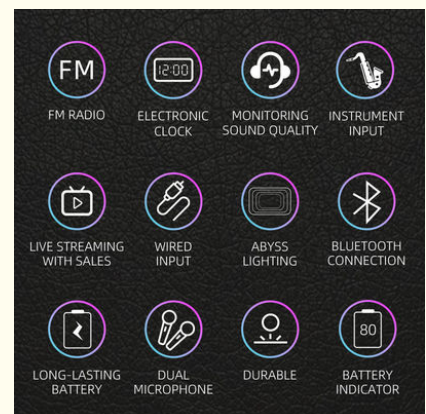 FM
12:00
FM RADIO
ELECTRONIC
CLOCK
MONITORING
SOUND QUALITY
INSTRUMENT
INPUT
LIVE STREAMING
WITH SALES
WIRED
INPUT
ABYSS
LIGHTING
BLUETOOTH
CONNECTION
80
LONG-LASTING
BATTERY
DUAL
MICROPHONE
DURABLE
BATTERY
INDICATOR